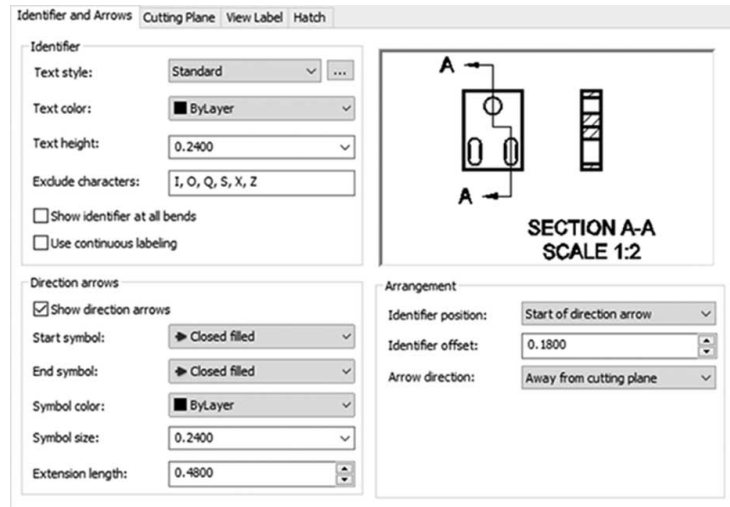 Identifier and Arrows Cutting Plane View Label Hatch
Identifier
Text style: Standard ...
Text color: ByLayer
Text height: 0.2400
Exclude characters: I, O, Q, S, X, Z
Show identifier at all bends
Use continuous labeling
A
A
SECTION A-A
SCALE 1:2
Direction arrows
Show direction arrows
Start symbol: Closed filled
End symbol: Closed filled
Symbol color: ByLayer
Symbol size: 0.2400
Extension length: 0.4800
Arrangement
Identifier position: Start of direction arrow
Identifier offset: 0.1800
Arrow direction: Away from cutting plane